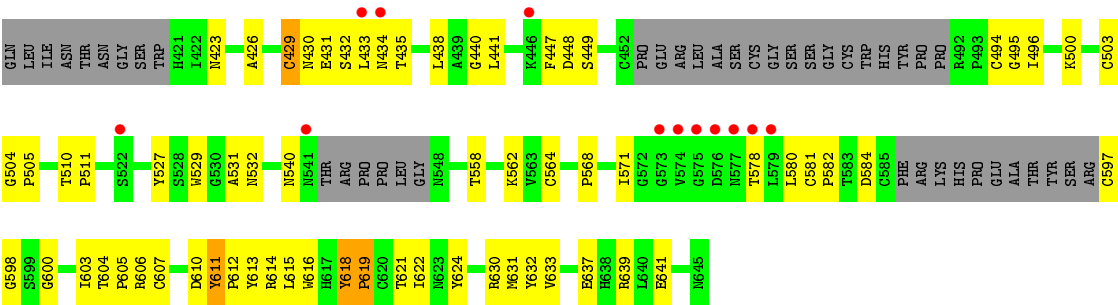 GLN LEU ILE ASN THR ASN GLY SER TRP H421 I422 N423 A426 C429 N430 E431 S432 L433 N434 T435 L438 A439 G440 L441 K446 F447 D448 S449 C452 PRO GLU ARG LEU ALA SER CYS GLY SER SER GLY CYS TRP HIS TYR PRO PRO R492 P493 C494 G495 I496 K500 C503
G504 P505 T510 P511 S522 Y527 S528 W529 G530 A531 N532 N540 N541 THR ARG PRO PRO LEU GLY N548 T558 K562 V563 C564 P568 I571 G572 G573 V574 G575 D576 N577 T578 L579 L580 C581 P582 T583 D584 C585 PHE ARG LYS HIS PRO GLU ALA THR TYR SER ARG C597
G598 S599 G600 I603 T604 P605 R606 C607 D610 Y611 P612 Y613 R614 L615 W616 H617 Y618 P619 C620 T621 I622 N623 Y624 R630 M631 Y632 V633 E637 H638 R639 L640 E641 N645